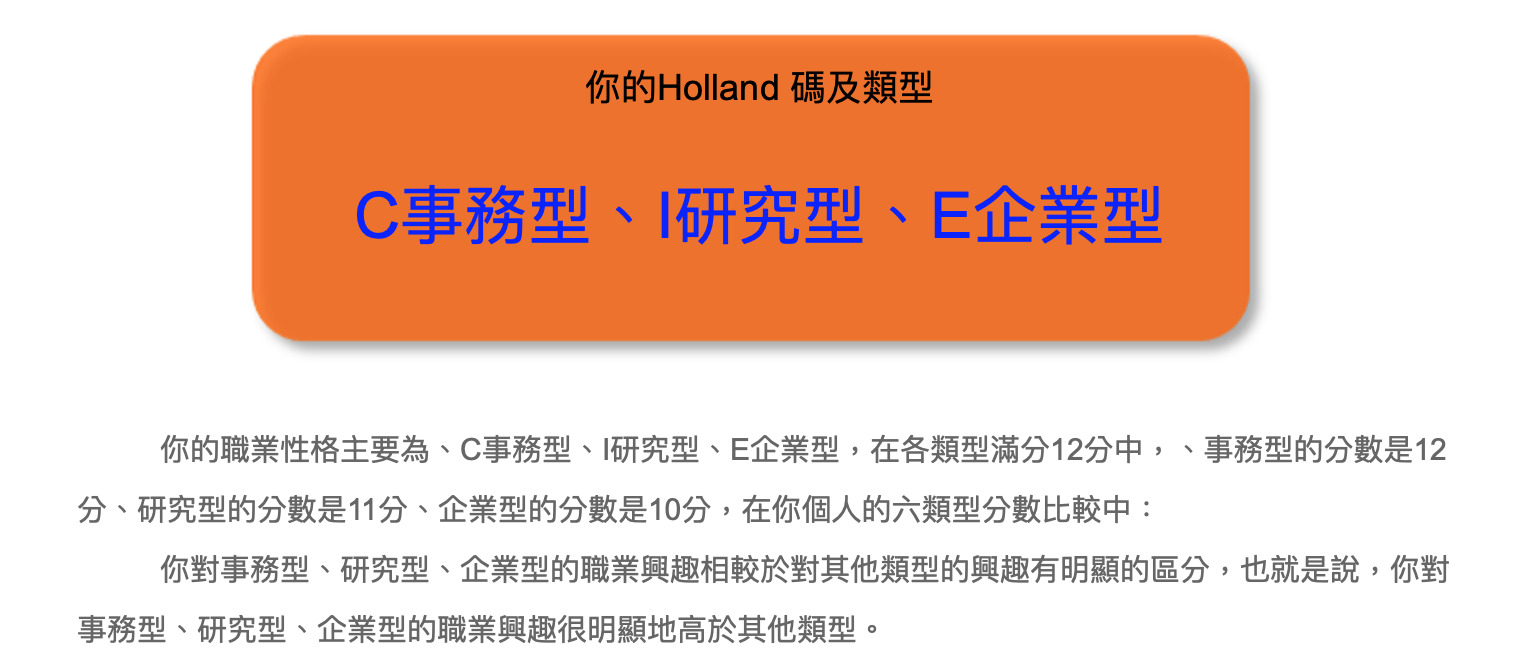 你的Holland 碼及類型
C事務型、I研究型、E企業型
你的職業性格主要為、C事務型、I研究型、E企業型，在各類型滿分12分中，、事務型的分數是12
分、研究型的分數是11分、企業型的分數是10分，在你個人的六類型分數比較中：
你對事務型、研究型、企業型的職業興趣相較於對其他類型的興趣有明顯的區分，也就是說，你對
事務型、研究型、企業型的職業興趣很明顯地高於其他類型。